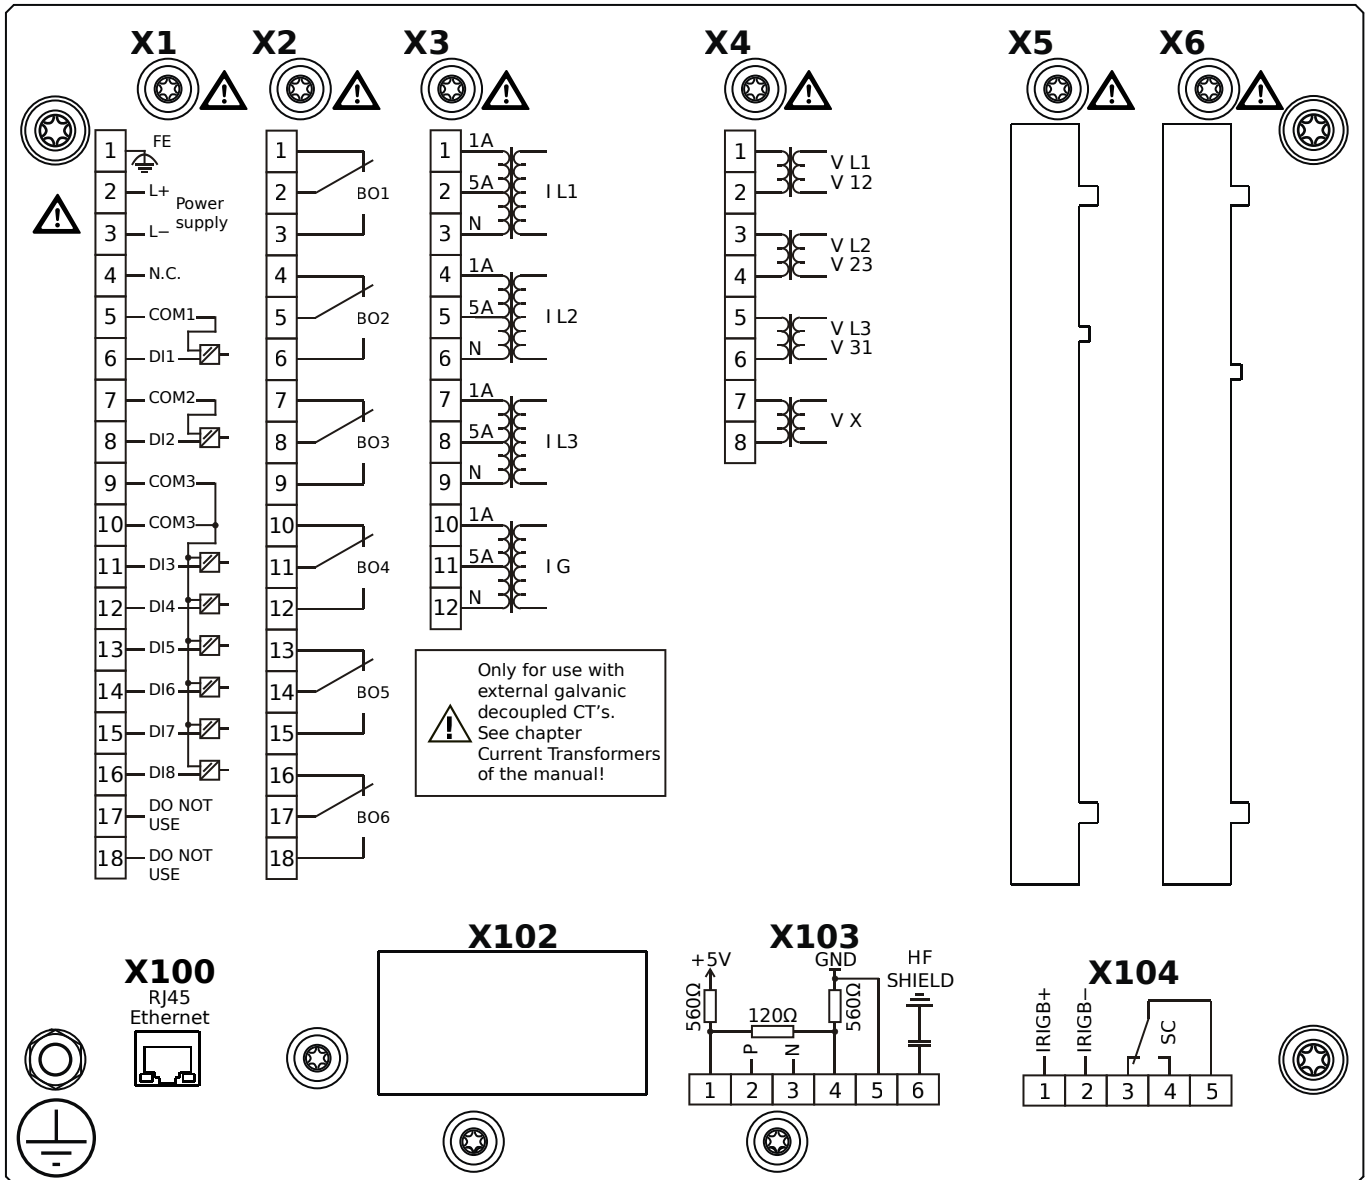 X1 X2 X3 X4 X5 X6
1 FE
2 L+
Power
supply
3 L−
4 N.C.
5 COM1
6 DI1
7 COM2
8 DI2
9 COM3
10 COM3
11 DI3
12 DI4
13 DI5
14 DI6
15 DI7
16 DI8
17 DO NOT
USE
18 DO NOT
USE
1
2 BO1
3
4
5 BO2
6
7
8 BO3
9
10
11 BO4
12
13
14 BO5
15
16
17 BO6
18
1 1A
2 5A I L1
3 N
4 1A
5 5A I L2
6 N
7 1A
8 5A I L3
9 N
10 1A
11 5A I G
12 N
Only for use with
external galvanic
decoupled CT's.
See chapter
Current Transformers
of the manual!
1 V L1
2 V 12
3 V L2
4 V 23
5 V L3
6 V 31
7 V X
8
X100
RJ45
Ethernet
X102
X103
+5V GND HF
SHIELD
560Ω 120Ω 560Ω
P N
1 2 3 4 5 6
X104
IRIGB+ IRIGB− SC
1 2 3 4 5